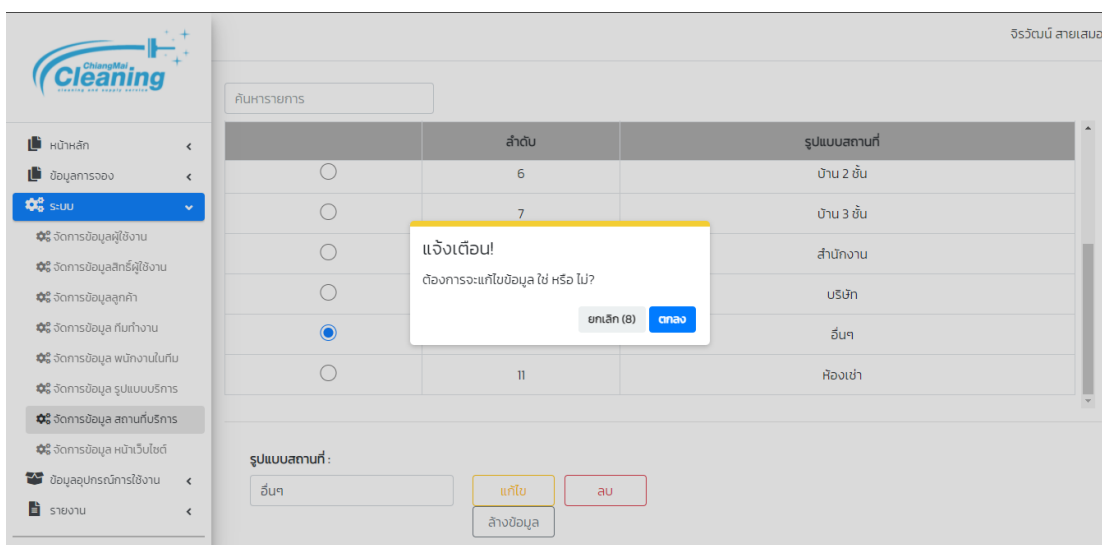 ChiangMai
Cleaning
cleaning and supply service
จิรวัฒน์ สายเสมอ
ค้นหารายการ
หน้าหลัก
ข้อมูลการจอง
ระบบ
จัดการข้อมูลผู้ใช้งาน
จัดการข้อมูลสิทธิ์ผู้ใช้งาน
จัดการข้อมูลลูกค้า
จัดการข้อมูล ทีมทำงาน
จัดการข้อมูล พนักงานในทีม
จัดการข้อมูล รูปแบบบริการ
จัดการข้อมูล สถานที่บริการ
จัดการข้อมูล หน้าเว็บไซต์
ข้อมูลอุปกรณ์การใช้งาน
รายงาน
ลำดับ รูปแบบสถานที่
6 บ้าน 2 ชั้น
7 บ้าน 3 ชั้น
สำนักงาน
บริษัท
อื่นๆ
11 ห้องเช่า
แจ้งเตือน!
ต้องการจะแก้ไขข้อมูล ใช่ หรือ ไม่?
ยกเลิก (8) ตกลง
รูปแบบสถานที่ :
อื่นๆ แก้ไข ลบ
ล้างข้อมูล